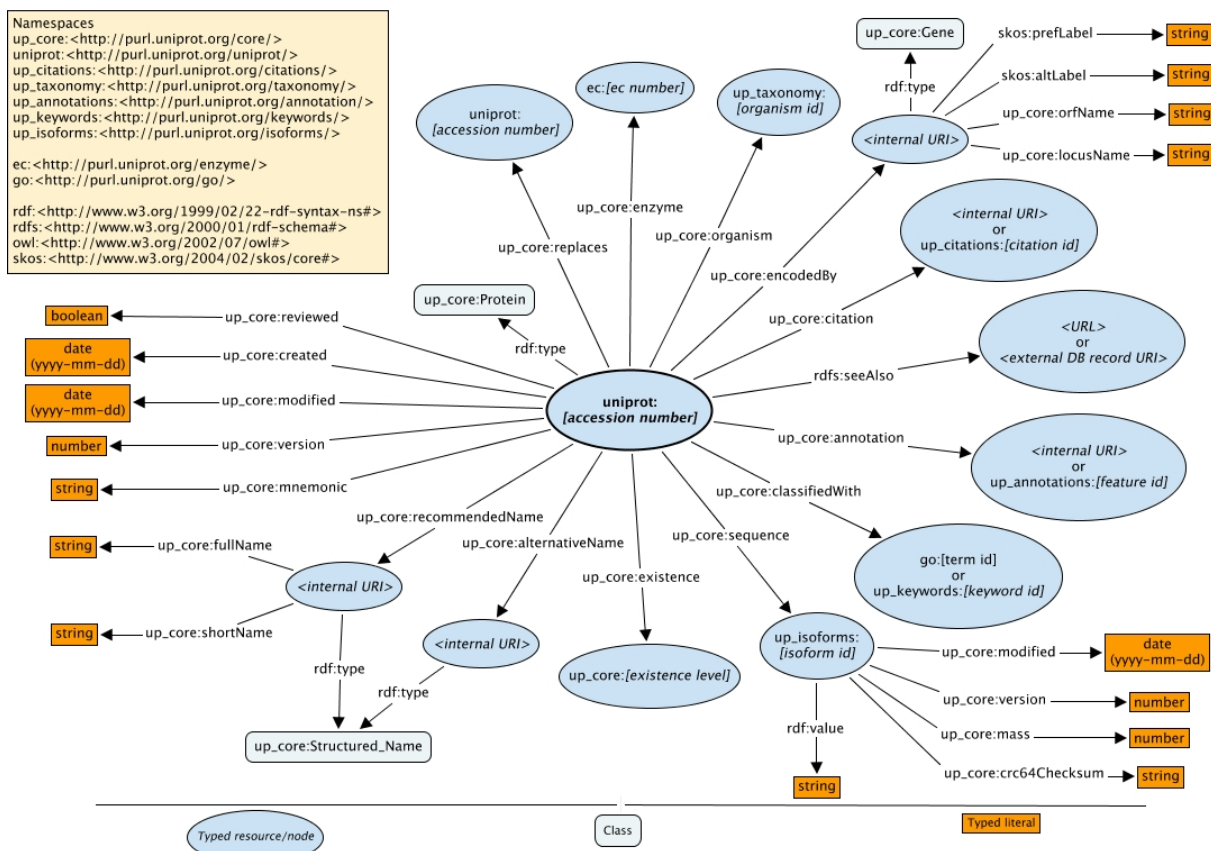 Namespaces
up_core:<http://purl.uniprot.org/core/>
uniprot:<http://purl.uniprot.org/uniprot/>
up_citations:<http://purl.uniprot.org/citations/>
up_taxonomy:<http://purl.uniprot.org/taxonomy/>
up_annotations:<http://purl.uniprot.org/annotation/>
up_keywords:<http://purl.uniprot.org/keywords/>
up_isoforms:<http://purl.uniprot.org/isoforms/>
ec:<http://purl.uniprot.org/enzyme/>
go:<http://purl.uniprot.org/go/>
rdf:<http://www.w3.org/1999/02/22-rdf-syntax-ns#>
rdfs:<http://www.w3.org/2000/01/rdf-schema#>
owl:<http://www.w3.org/2002/07/owl#>
skos:<http://www.w3.org/2004/02/skos/core#>
uniprot:
[accession number]
up_core:replaces
ec:[ec number]
up_core:enzyme
up_taxonomy:
[organism id]
up_core:organism
up_core:Gene
rdf:type
<internal URI>
up_core:encodedBy
skos:prefLabel
string
skos:altLabel
string
up_core:orfName
string
up_core:locusName
string
<internal URI>
or
up_citations:[citation id]
up_core:citation
<URL>
or
<external DB record URI>
rdfs:seeAlso
<internal URI>
or
up_annotations:[feature id]
up_core:annotation
up_core:Protein
rdf:type
uniprot:
[accession number]
boolean
up_core:reviewed
date
(yyyy-mm-dd)
up_core:created
date
(yyyy-mm-dd)
up_core:modified
number
up_core:version
string
up_core:mnemonic
up_core:recommendedName
string
up_core:fullName
<internal URI>
string
up_core:shortName
rdf:type
up_core:alternativeName
<internal URI>
rdf:type
up_core:Structured_Name
up_core:existence
up_core:[existence level]
up_core:classifiedWith
go:[term id]
or
up_keywords:[keyword id]
up_core:sequence
up_isoforms:
[isoform id]
up_core:modified
date
(yyyy-mm-dd)
up_core:version
number
up_core:mass
number
up_core:crc64Checksum
string
rdf:value
string
Typed resource/node
Class
Typed literal